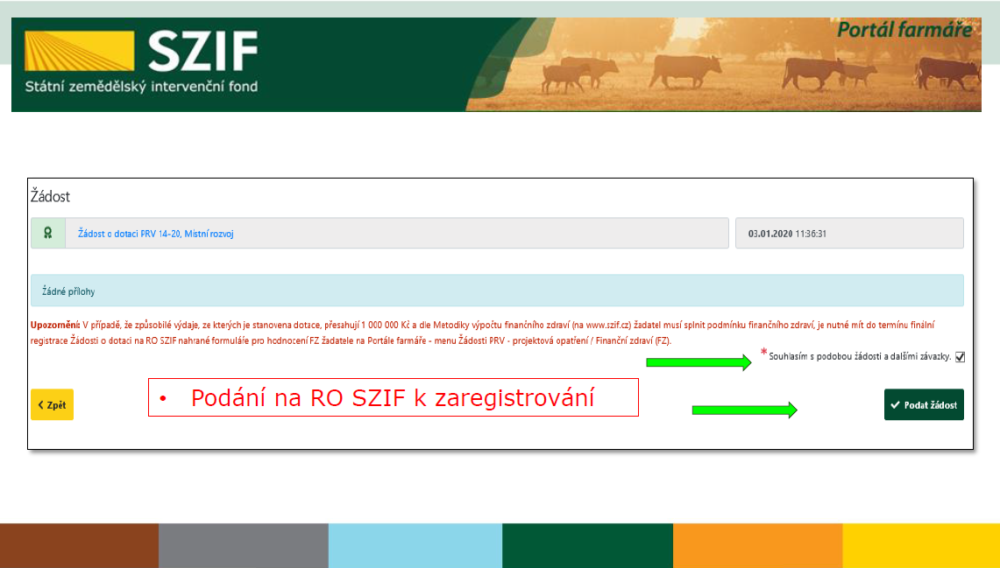 Portál farmáře
SZIF
Státní zemědělský intervenční fond
Žádost
Žádost o dotaci PRV 14-20, Místní rozvoj
03.01.2020 11:36:31
Žádné přílohy
Upozornění: V případě, že způsobilé výdaje, ze kterých je stanovena dotace, přesahují 1 000 000 Kč a dle Metodiky výpočtu finančního zdraví (na www.szif.cz) žadatel musí splnit podmínku finančního zdraví, je nutné mít do termínu finální
registrace Žádosti o dotaci na RO SZIF nahrané formuláře pro hodnocení FZ žadatele na Portále farmáře - menu Žádosti PRV - projektová opatření / Finanční zdraví (FZ).
* Souhlasím s podobou žádosti a dalšími závazky.
• Podání na RO SZIF k zaregistrování
Zpět
Podat žádost